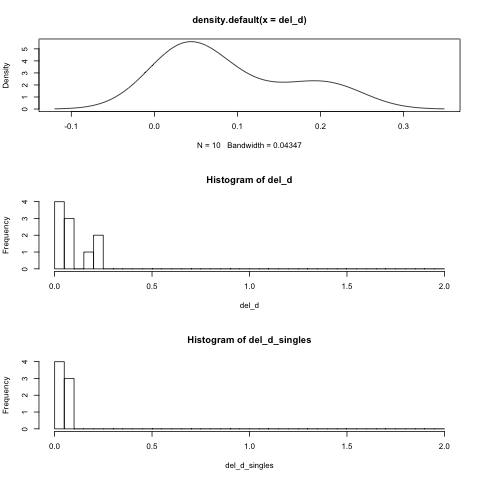 density.default(x = del_d)
Density
0 1 2 3 4 5
-0.1 0.0 0.1 0.2 0.3
N = 10 Bandwidth = 0.04347
Histogram of del_d
Frequency
0 1 2 3 4
0.0 0.5 1.0 1.5 2.0
del_d
Histogram of del_d_singles
Frequency
0 1 2 3 4
0.0 0.5 1.0 1.5 2.0
del_d_singles